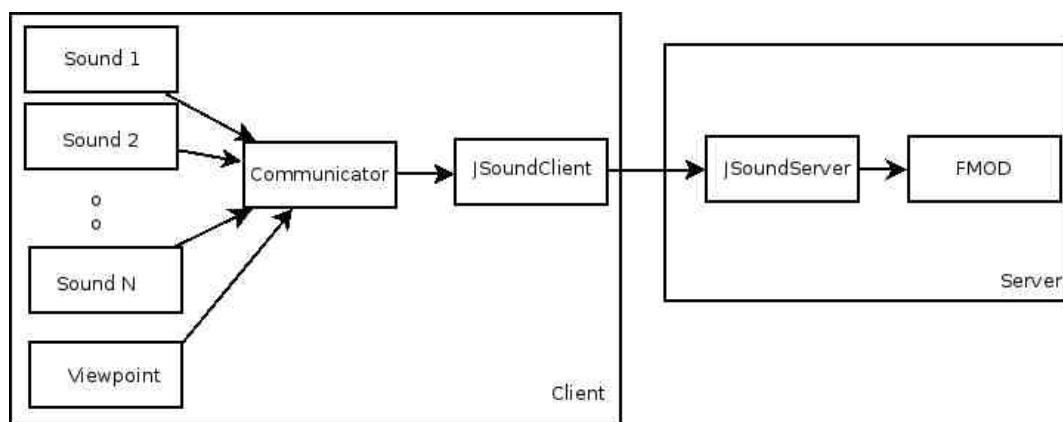 Sound 1
Sound 2
o
o
Sound N
Viewpoint
Communicator
JSoundClient
Client
JSoundServer
FMOD
Server